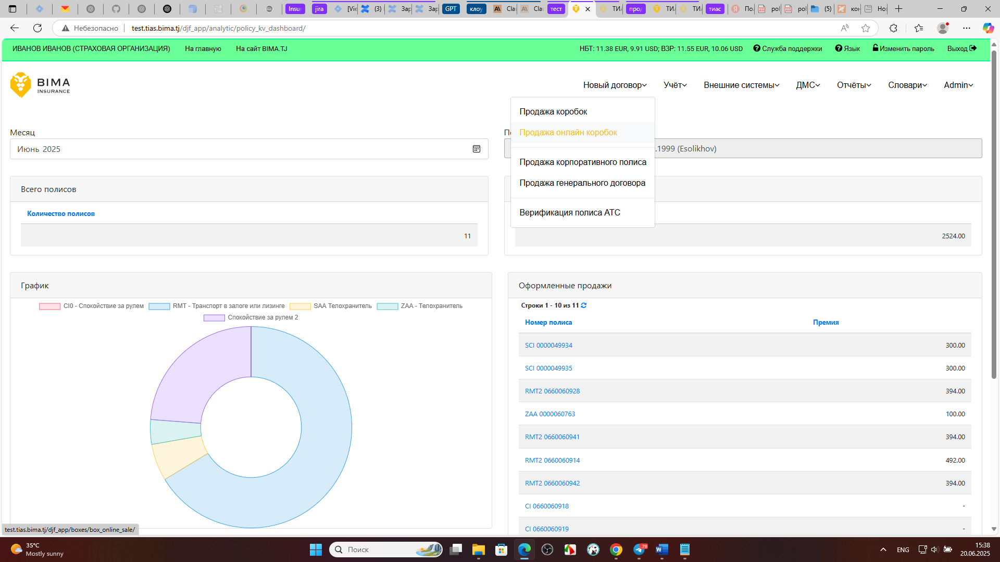 Insu
jira
[Vie
(3)
Зар
Зар
GPT
клоу
Cla
Cla
тест
ТИ
про
ТИ
ТИ
тиас
По
pol
pol
(5)
кон
Но
Небезопасно
test.tias.bima.tj/djf_app/analytic/policy_kv_dashboard/
ИВАНОВ ИВАНОВ (СТРАХОВАЯ ОРГАНИЗАЦИЯ)
На главную
На сайт BIMA.TJ
НБТ: 11.38 EUR, 9.91 USD; ВЗР: 11.55 EUR, 10.06 USD
Служба поддержки
Язык
Изменить пароль
Выход
BIMA
INSURANCE
Новый договор
Учёт
Внешние системы
ДМС
Отчёты
Словари
Admin
Продажа коробок
Продажа онлайн коробок
Продажа корпоративного полиса
Продажа генерального договора
Верификация полиса АТС
Месяц
Июнь 2025
.1999 (Esolikhov)
Всего полисов
Количество полисов
11
2524.00
График
CI0 - Спокойствие за рулем
RMT - Транспорт в залоге или лизинге
SAA Телохранитель
ZAA - Телохранитель
Спокойствие за рулем 2
Оформленные продажи
Строки 1 - 10 из 11
Номер полиса Премия
SCI 0000049934 300.00
SCI 0000049935 300.00
RMT2 0660060928 394.00
ZAA 0000060763 100.00
RMT2 0660060941 394.00
RMT2 0660060914 492.00
RMT2 0660060942 394.00
CI 0660060918 -
CI 0660060919 -
test.tias.bima.tj/djf_app/boxes/box_online_sale/
35°C
Mostly sunny
Поиск
ENG
15:38
20.06.2025